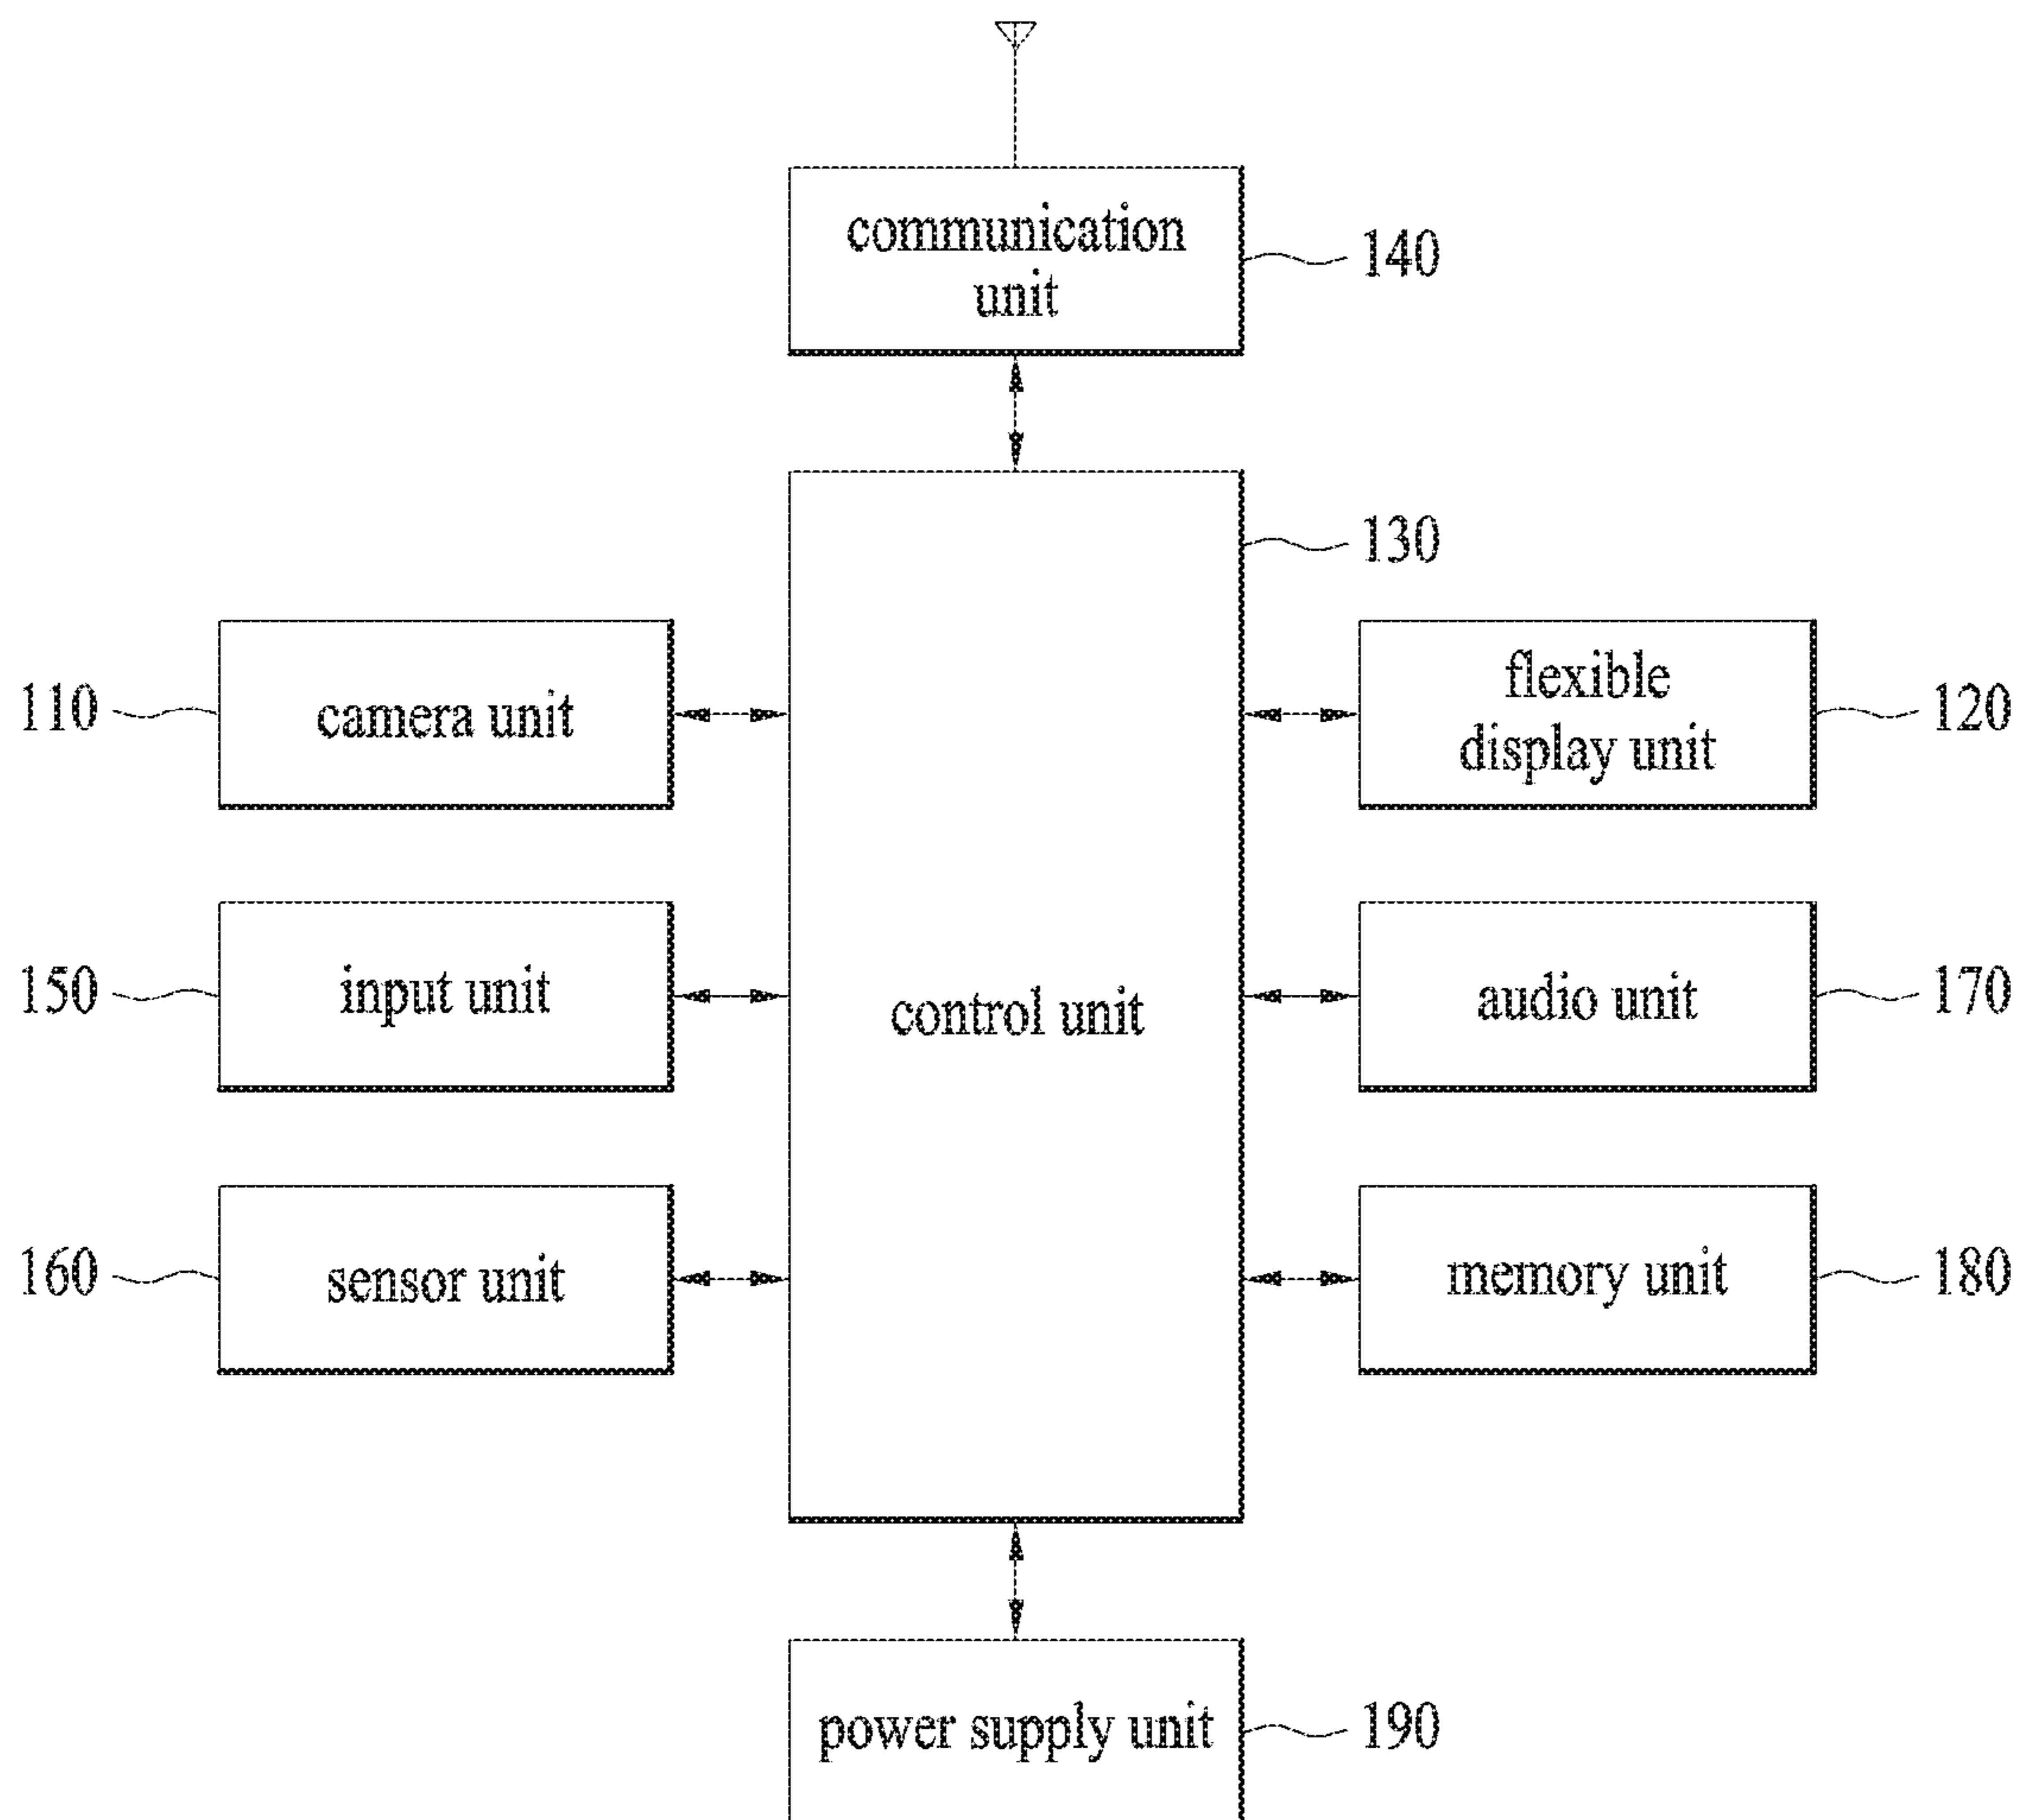 communication
unit
140
130
110
camera unit
flexible
display unit
120
150
input unit
control unit
audio unit
170
160
sensor unit
memory unit
180
power supply unit
190